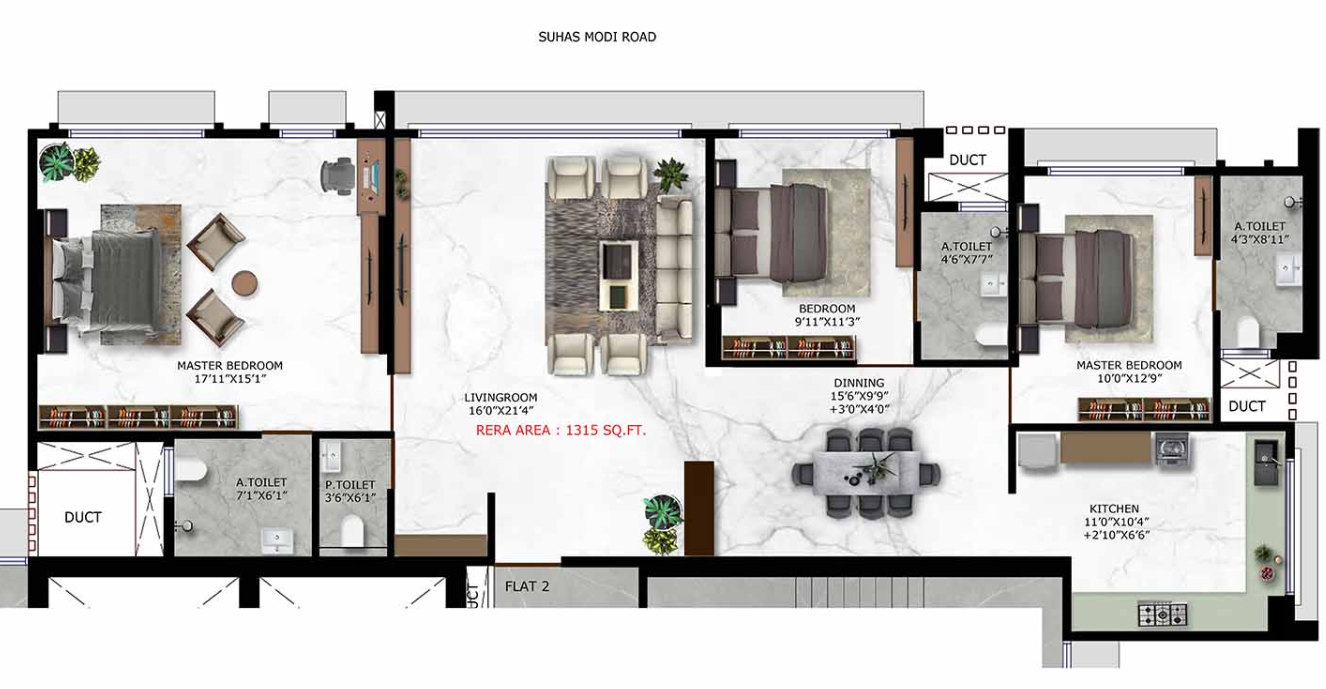 SUHAS MODI ROAD
DUCT
A.TOILET
4'6"X7'7"
A.TOILET
4'3"X8'11"
BEDROOM
9'11"X11'3"
MASTER BEDROOM
17'11"X15'1"
MASTER BEDROOM
10'0"X12'9"
LIVINGROOM
16'0"X21'4"
RERA AREA : 1315 SQ.FT.
DINNING
15'6"X9'9"
+3'0"X4'0"
DUCT
DUCT
A.TOILET
7'1"X6'1"
P.TOILET
3'6"X6'1"
KITCHEN
11'0"X10'4"
+2'10"X6'6"
FLAT 2
UCT